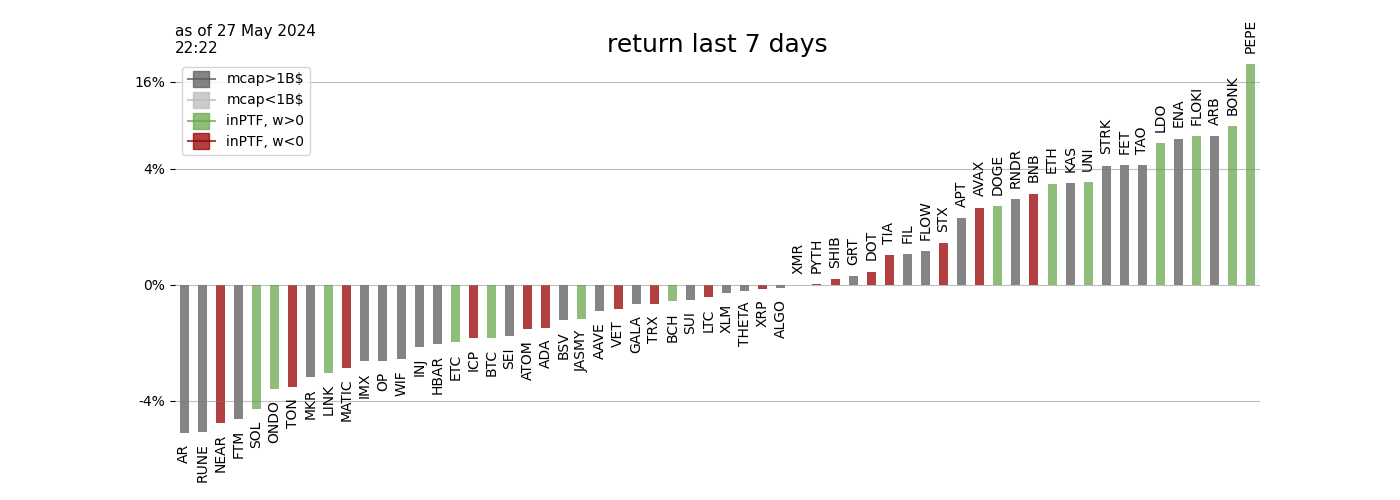 as of 27 May 2024
22:22
return last 7 days
mcap>1B$
mcap<1B$
inPTF, w>0
inPTF, w<0
16%
4%
0%
-4%
AR
RUNE
NEAR
FTM
SOL
ONDO
TON
MKR
LINK
MATIC
IMX
OP
WIF
INJ
HBAR
ETC
ICP
BTC
SEI
ATOM
ADA
BSV
JASMY
AAVE
VET
GALA
TRX
BCH
SUI
LTC
XLM
THETA
XRP
ALGO
XMR
PYTH
SHIB
GRT
DOT
TIA
FIL
FLOW
STX
APT
AVAX
DOGE
RNDR
BNB
ETH
KAS
UNI
STRK
FET
TAO
LDO
ENA
FLOKI
ARB
BONK
PEPE